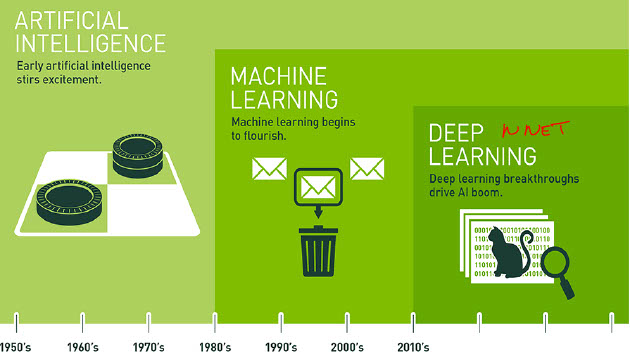 ARTIFICIAL
INTELLIGENCE
Early artificial intelligence
stirs excitement.
MACHINE
LEARNING
Machine learning begins
to flourish.
DEEP NNET
LEARNING
Deep learning breakthroughs
drive AI boom.
1950's 1960's 1970's 1980's 1990's 2000's 2010's